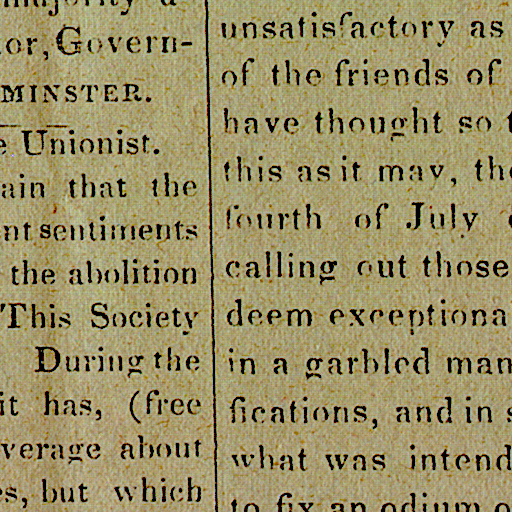 majority a
or, Govern-
MINSTER.
e Unionist.
ain that the
nt sentiments
the abolition
This Society
During the
it has, (free
verage about
es, but which
unsatisfactory as
of the friends of
have thought so t
this as it may, the
fourth of July
calling out those
deem exceptiona
in a garbled man
fications, and in s
what was intend
to fix an odium o